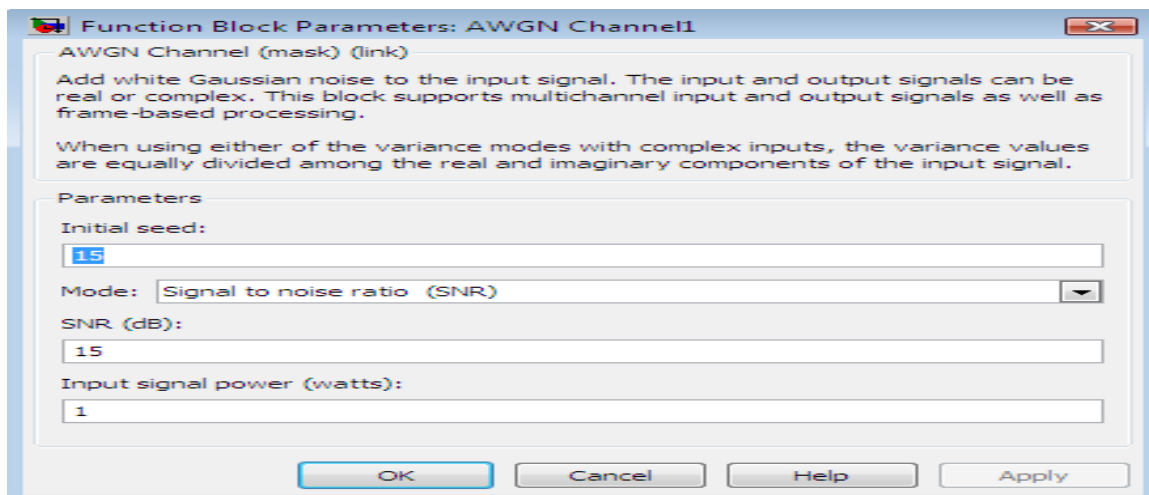 Function Block Parameters: AWGN Channel1
AWGN Channel (mask) (link)
Add white Gaussian noise to the input signal. The input and output signals can be
real or complex. This block supports multichannel input and output signals as well as
frame-based processing.
When using either of the variance modes with complex inputs, the variance values
are equally divided among the real and imaginary components of the input signal.
Parameters
Initial seed:
15
Mode: Signal to noise ratio (SNR)
SNR (dB):
15
Input signal power (watts):
1
OK Cancel Help Apply